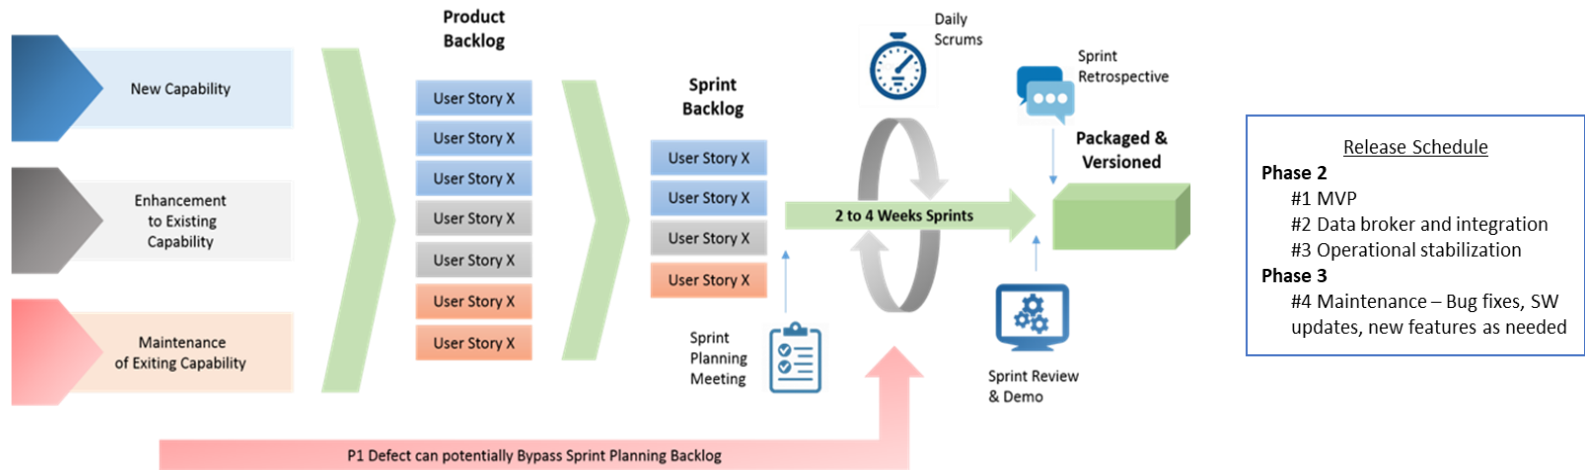 New Capability
Enhancement
to Existing
Capability
Maintenance
of Exiting Capability
Product
Backlog
User Story X
User Story X
User Story X
User Story X
User Story X
User Story X
User Story X
Sprint
Backlog
User Story X
User Story X
User Story X
User Story X
Sprint
Planning
Meeting
Daily
Scrums
2 to 4 Weeks Sprints
Sprint
Retrospective
Packaged &
Versioned
Sprint Review
& Demo
P1 Defect can potentially Bypass Sprint Planning Backlog
Release Schedule
Phase 2
#1 MVP
#2 Data broker and integration
#3 Operational stabilization
Phase 3
#4 Maintenance – Bug fixes, SW
updates, new features as needed